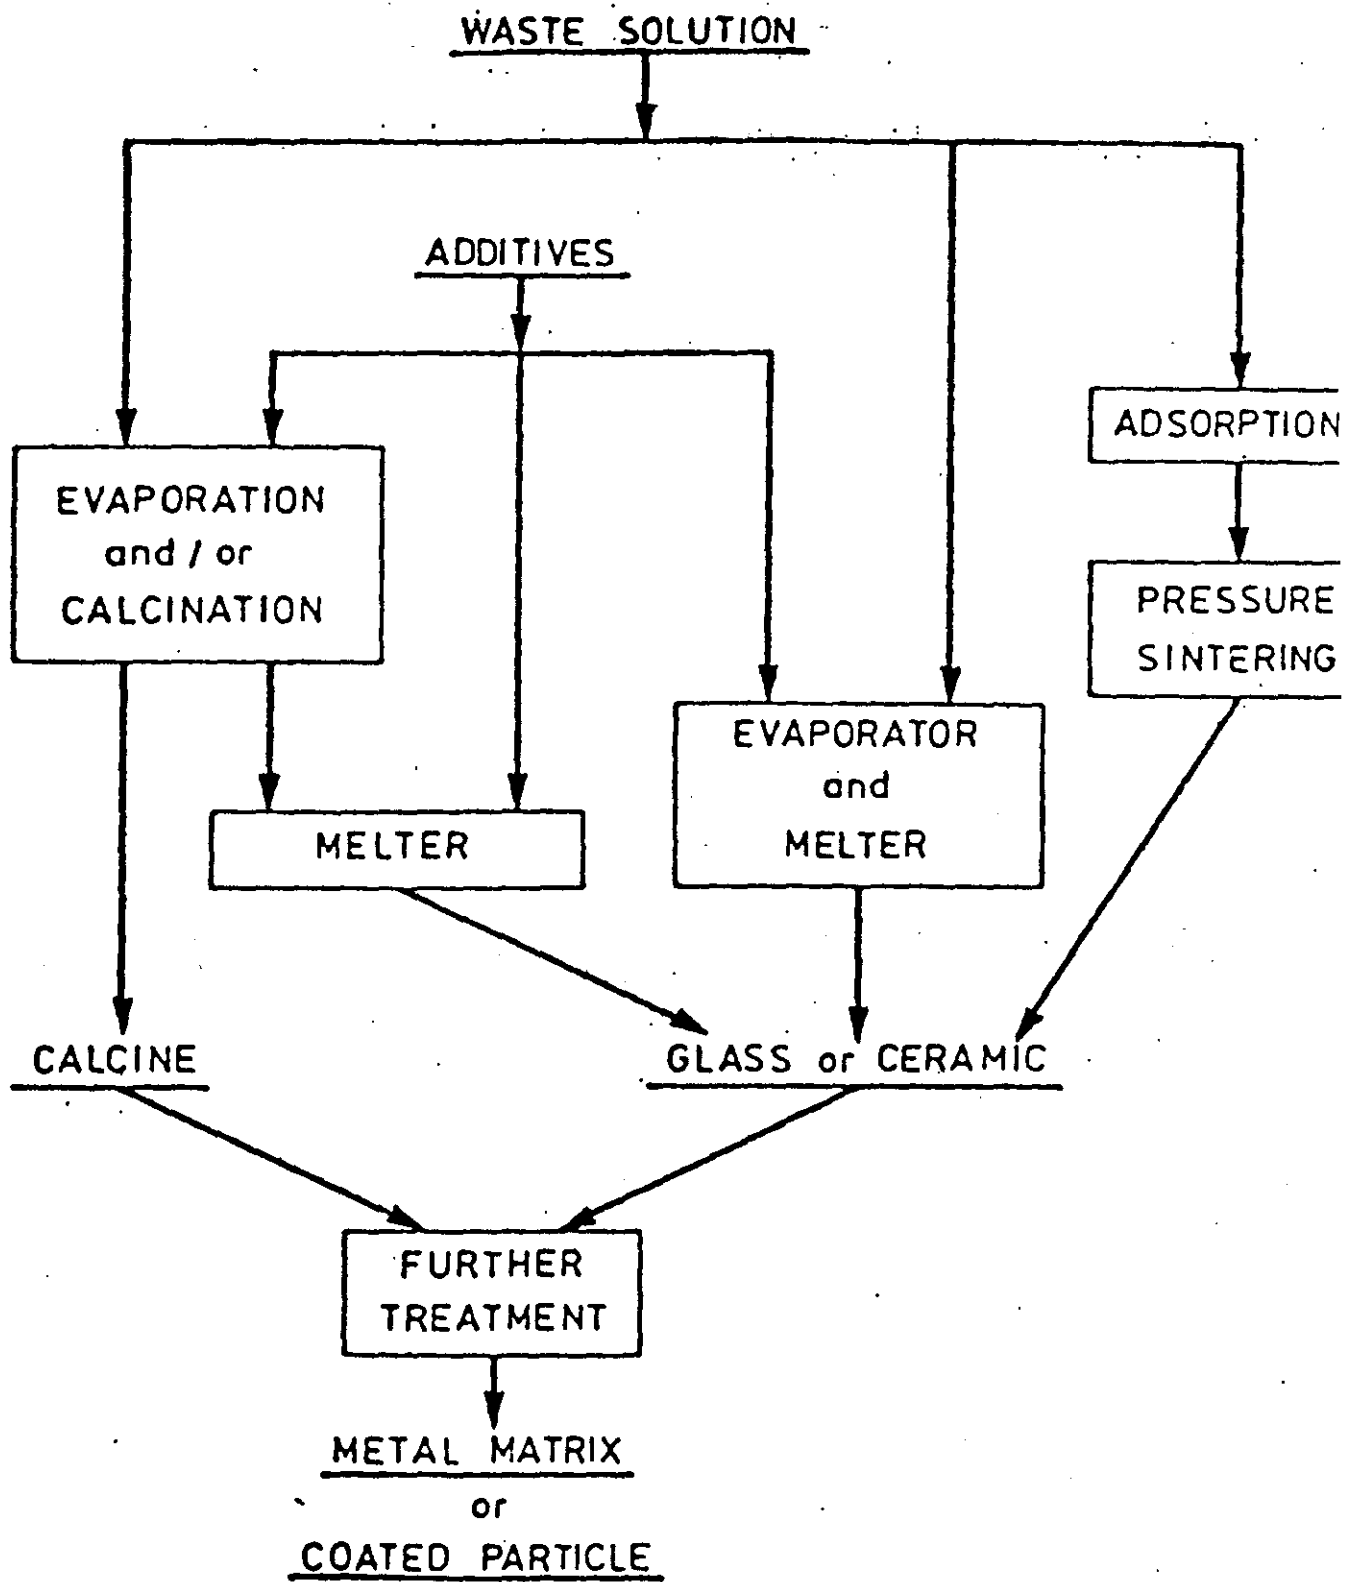 WASTE SOLUTION
ADDITIVES
ADSORPTION
EVAPORATION
and / or
CALCINATION
PRESSURE
SINTERING
EVAPORATOR
and
MELTER
MELTER
CALCINE
GLASS or CERAMIC
FURTHER
TREATMENT
METAL MATRIX
or
COATED PARTICLE